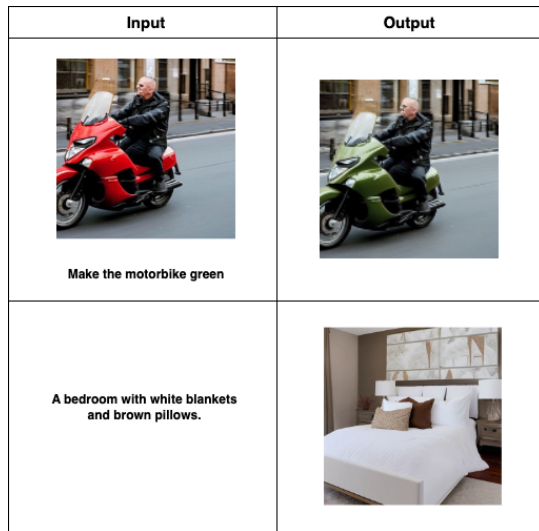 Input
Output
Make the motorbike green
A bedroom with white blankets
and brown pillows.